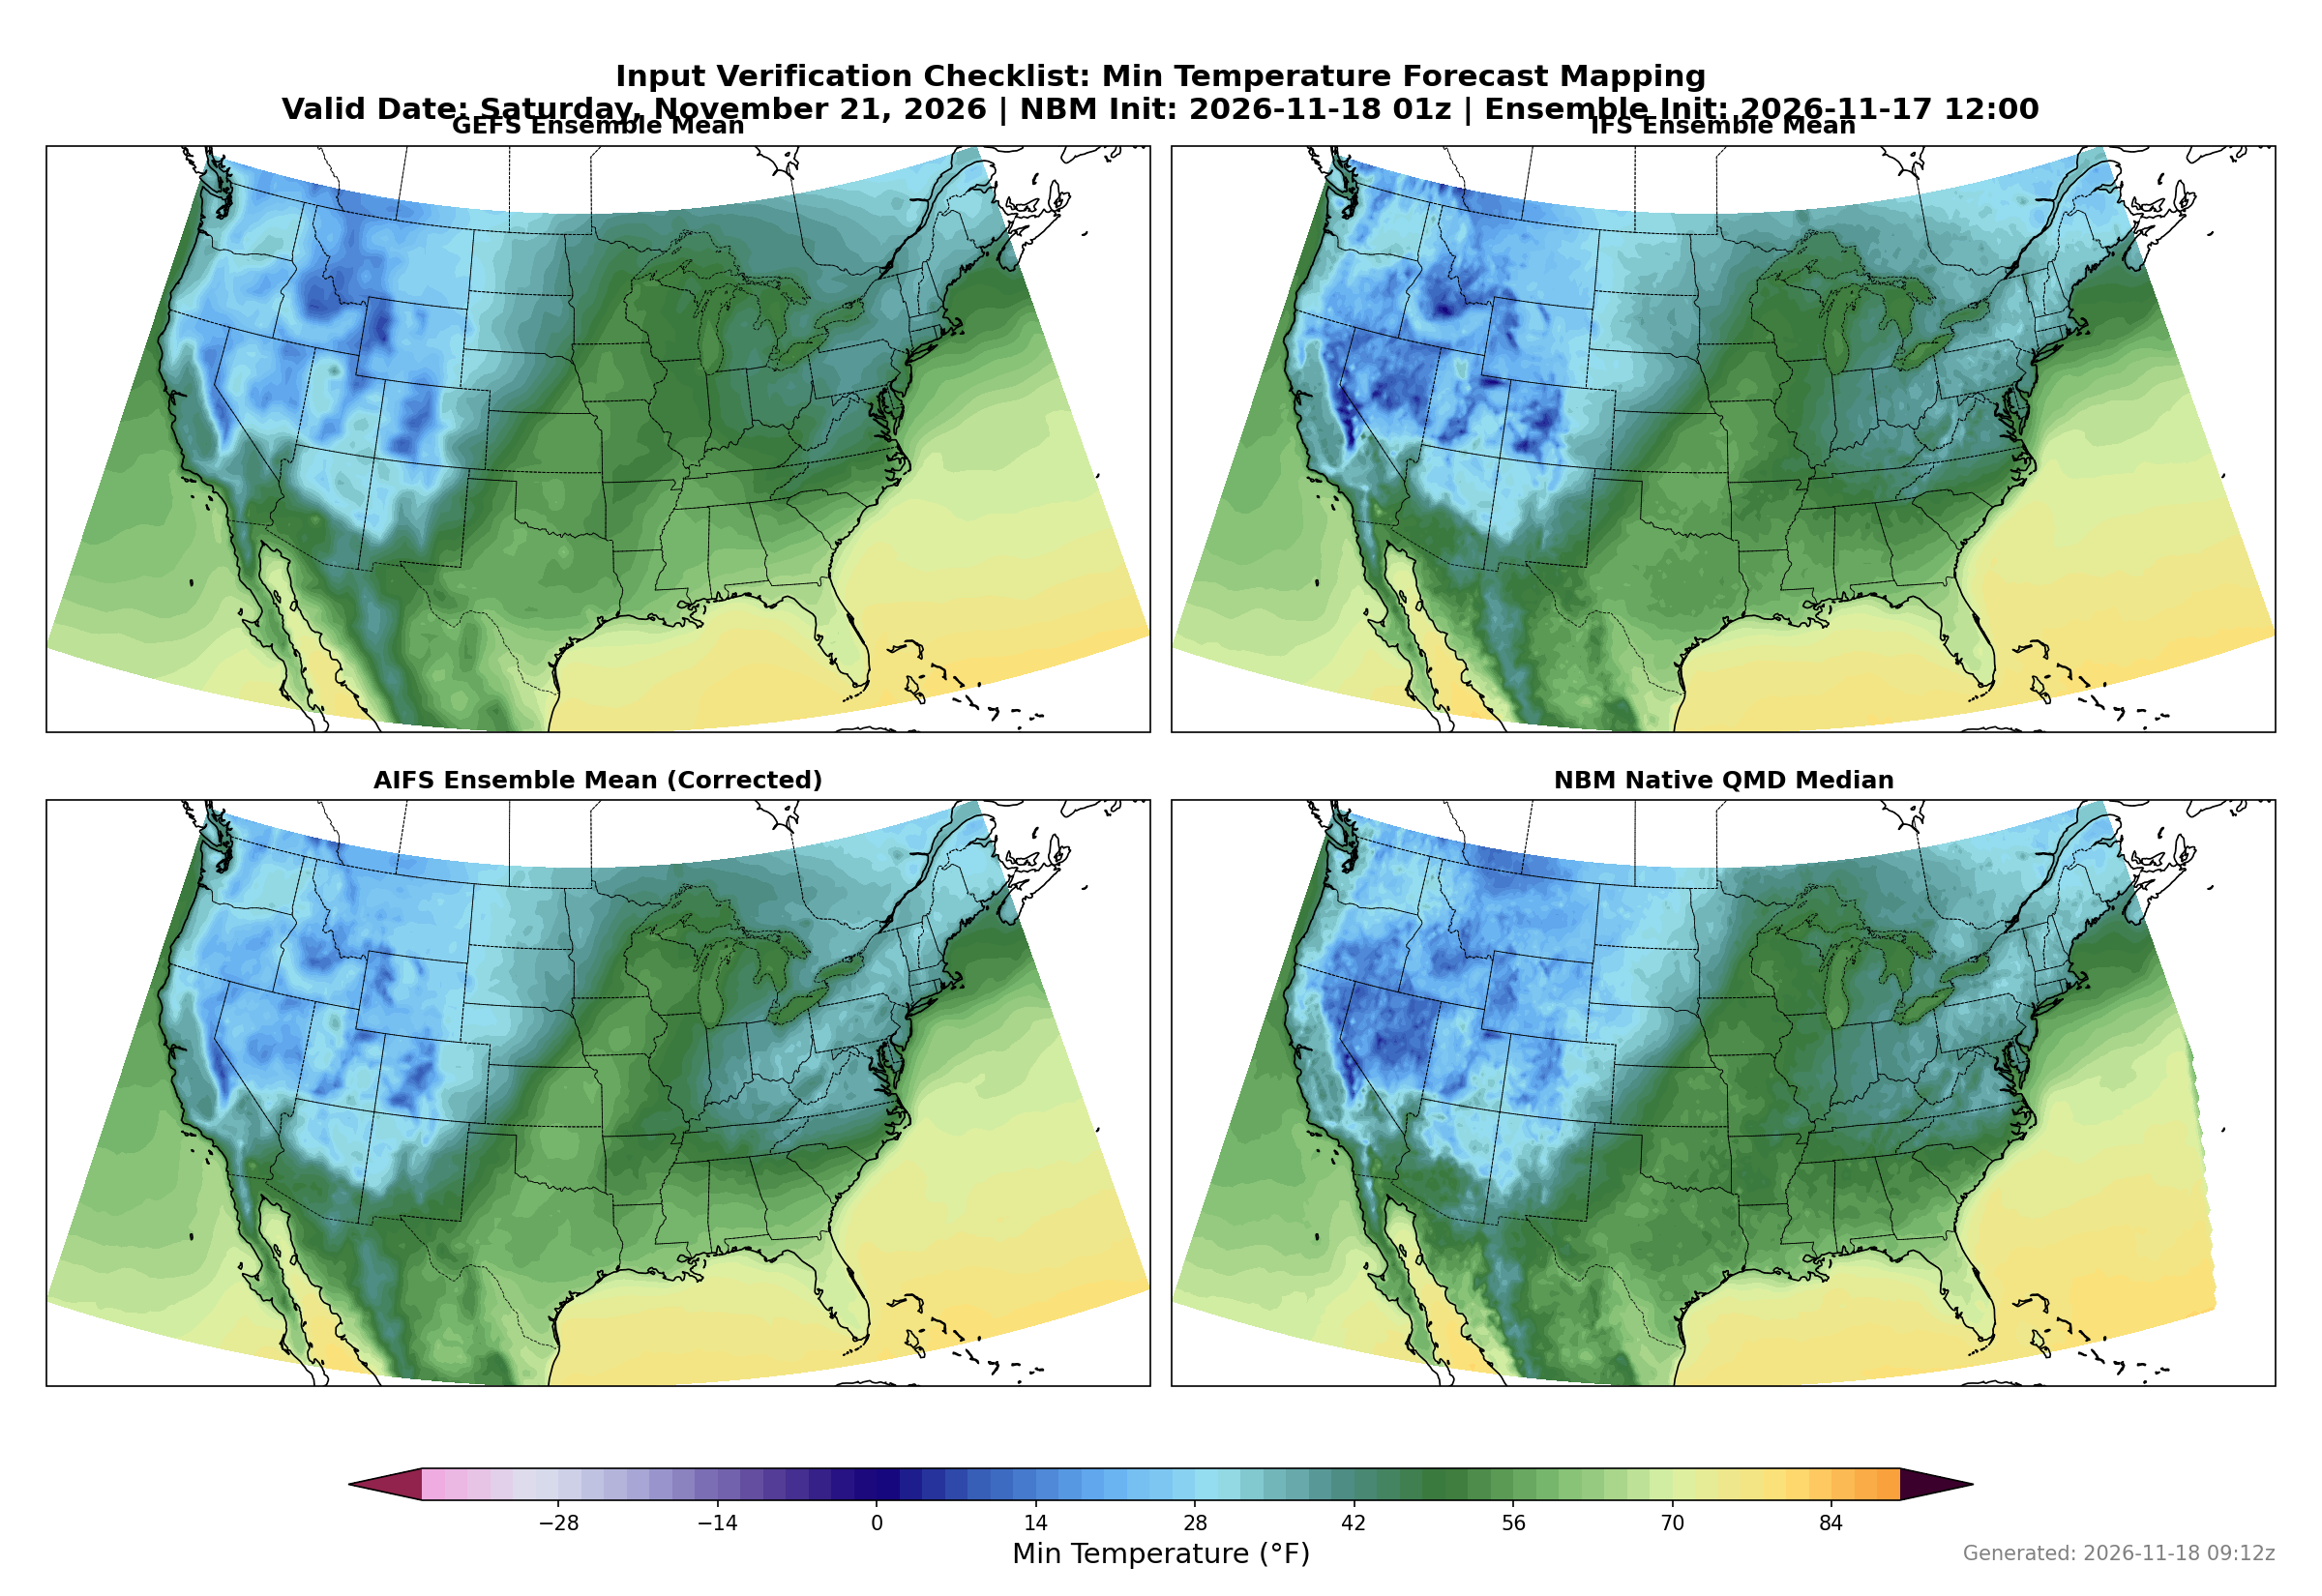 Input Verification Checklist: Min Temperature Forecast Mapping
Valid Date: Saturday, November 21, 2026 | NBM Init: 2026-11-18 01z | Ensemble Init: 2026-11-17 12:00
GEFS Ensemble Mean
IFS Ensemble Mean
AIFS Ensemble Mean (Corrected)
NBM Native QMD Median
−28 −14 0 14 28 42 56 70 84
Min Temperature (°F)
Generated: 2026-11-18 09:12z